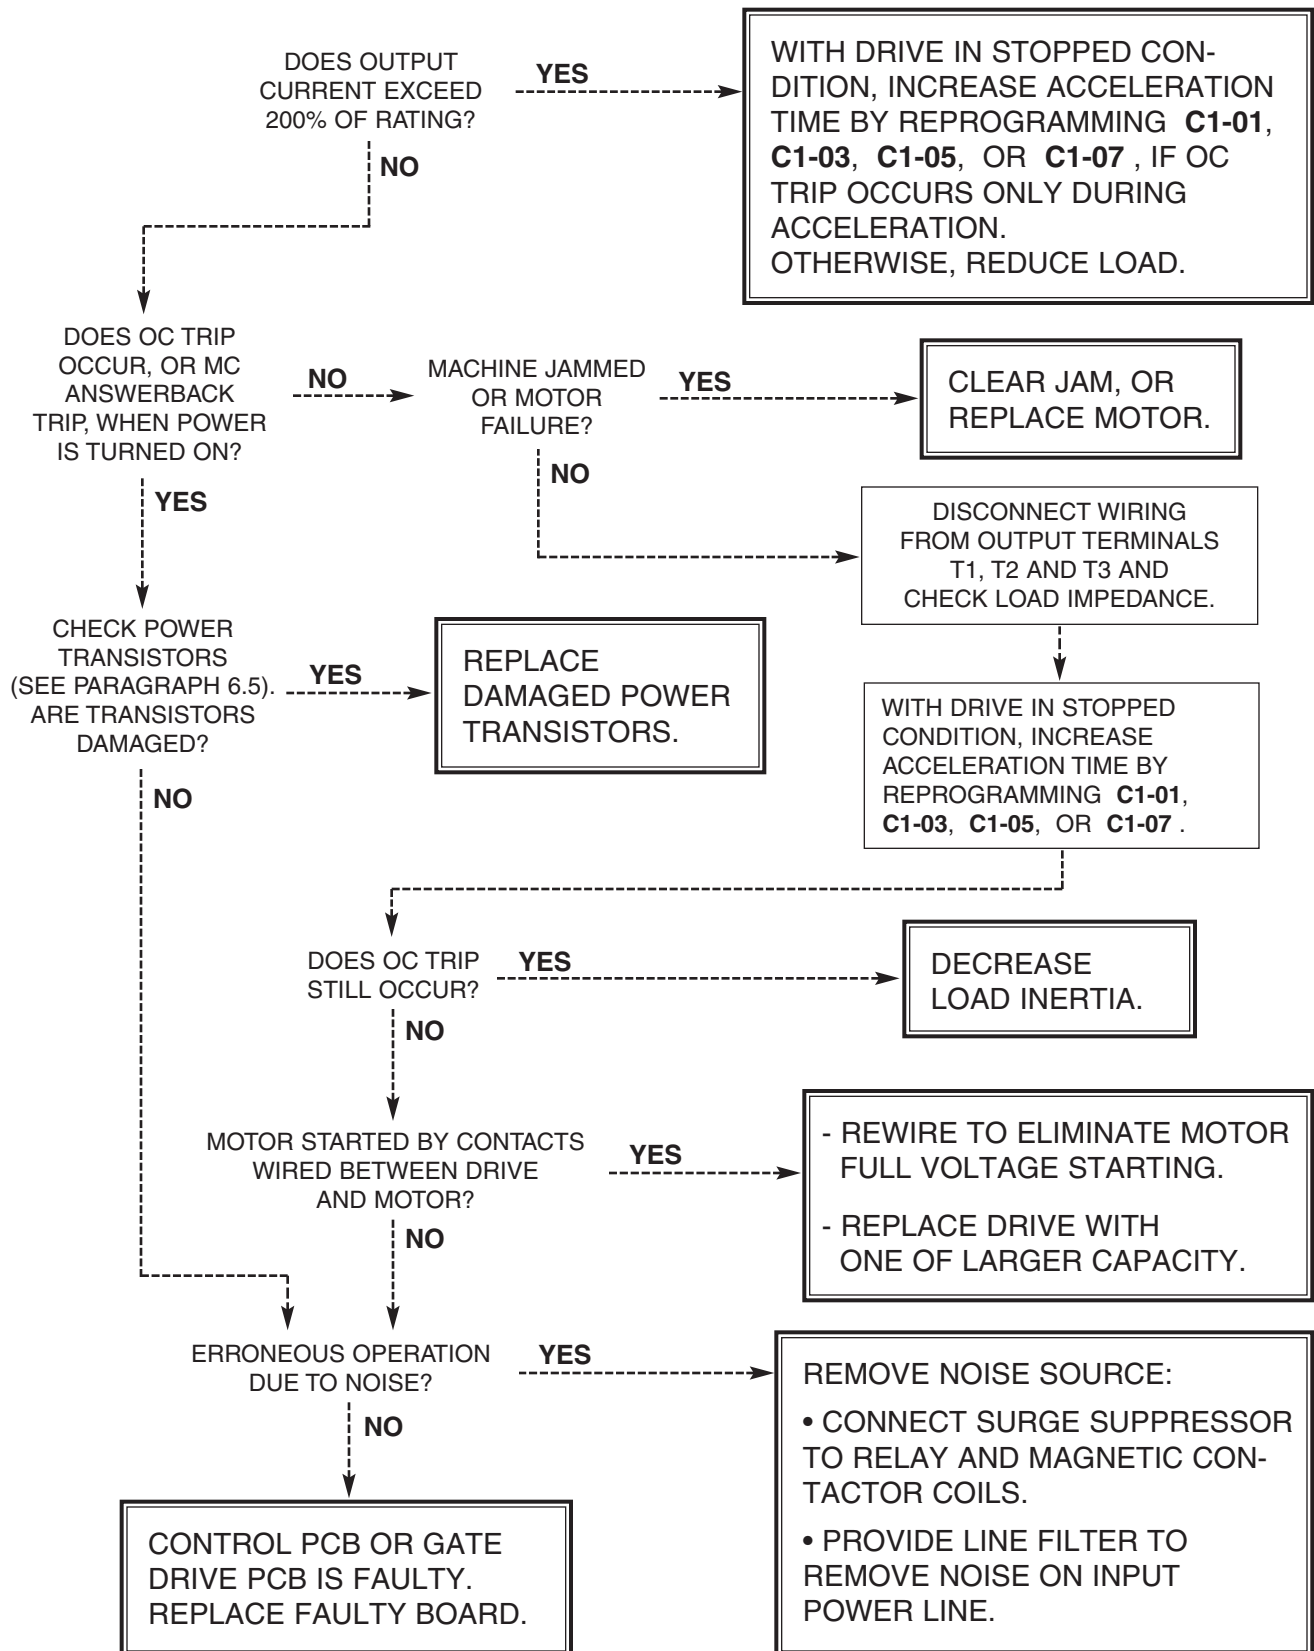 DOES OUTPUT
CURRENT EXCEED
200% OF RATING?
YES
WITH DRIVE IN STOPPED CON-
DITION, INCREASE ACCELERATION
TIME BY REPROGRAMMING C1-01,
C1-03, C1-05, OR C1-07 , IF OC
TRIP OCCURS ONLY DURING
ACCELERATION.
OTHERWISE, REDUCE LOAD.
NO
DOES OC TRIP
OCCUR, OR MC
ANSWERBACK
TRIP, WHEN POWER
IS TURNED ON?
NO
MACHINE JAMMED
OR MOTOR
FAILURE?
YES
CLEAR JAM, OR
REPLACE MOTOR.
YES
NO
DISCONNECT WIRING
FROM OUTPUT TERMINALS
T1, T2 AND T3 AND
CHECK LOAD IMPEDANCE.
CHECK POWER
TRANSISTORS
(SEE PARAGRAPH 6.5).
ARE TRANSISTORS
DAMAGED?
YES
REPLACE
DAMAGED POWER
TRANSISTORS.
WITH DRIVE IN STOPPED
CONDITION, INCREASE
ACCELERATION TIME BY
REPROGRAMMING C1-01,
C1-03, C1-05, OR C1-07 .
NO
DOES OC TRIP
STILL OCCUR?
YES
DECREASE
LOAD INERTIA.
NO
MOTOR STARTED BY CONTACTS
WIRED BETWEEN DRIVE
AND MOTOR?
YES
- REWIRE TO ELIMINATE MOTOR
FULL VOLTAGE STARTING.
- REPLACE DRIVE WITH
ONE OF LARGER CAPACITY.
NO
ERRONEOUS OPERATION
DUE TO NOISE?
YES
REMOVE NOISE SOURCE:
• CONNECT SURGE SUPPRESSOR
TO RELAY AND MAGNETIC CON-
TACTOR COILS.
• PROVIDE LINE FILTER TO
REMOVE NOISE ON INPUT
POWER LINE.
NO
CONTROL PCB OR GATE
DRIVE PCB IS FAULTY.
REPLACE FAULTY BOARD.